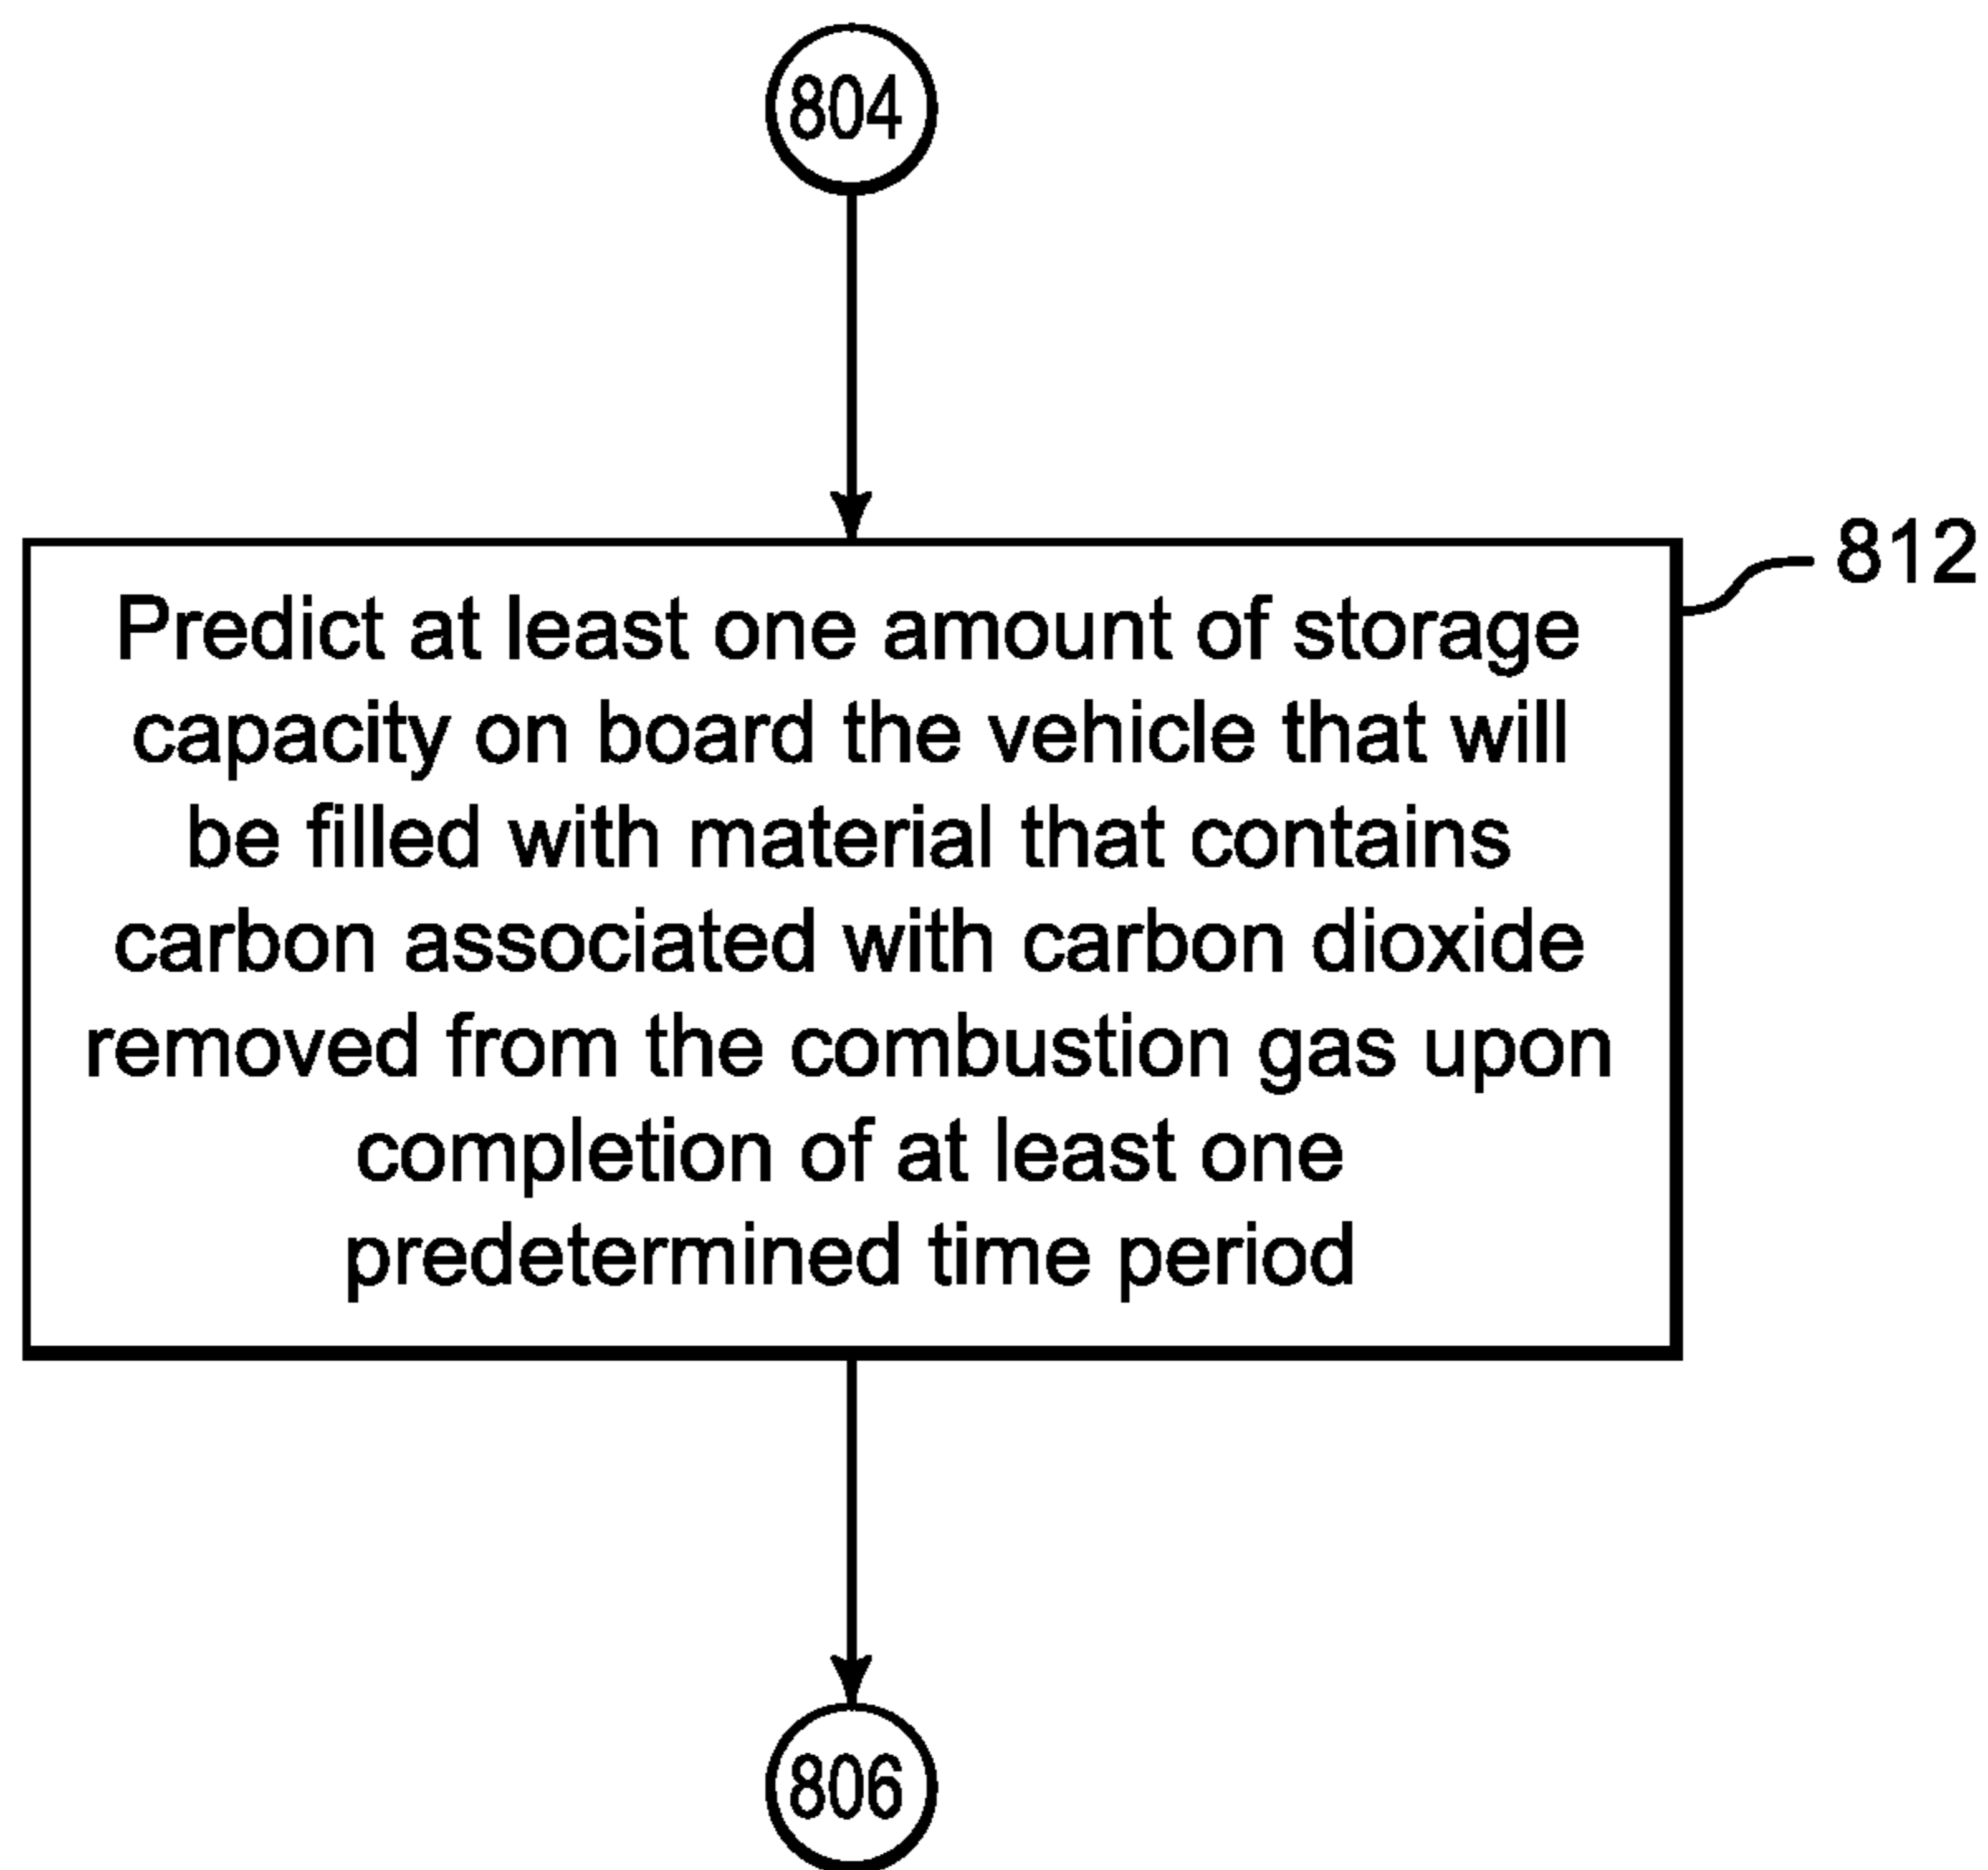 804
812
Predict at least one amount of storage
capacity on board the vehicle that will
be filled with material that contains
carbon associated with carbon dioxide
removed from the combustion gas upon
completion of at least one
predetermined time period
806